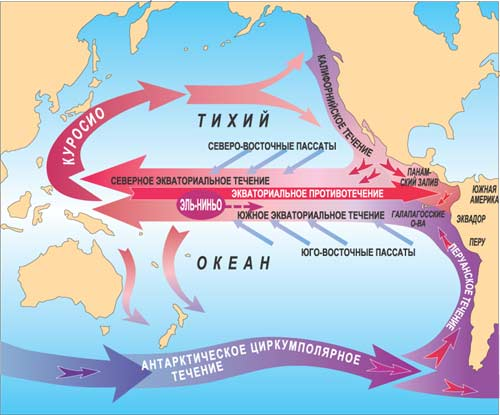 КУРОСИО
ТИХИЙ
КАЛИФОРНИЙСКОЕ ТЕЧЕНИЕ
СЕВЕРО-ВОСТОЧНЫЕ ПАССАТЫ
СЕВЕРНОЕ ЭКВАТОРИАЛЬНОЕ ТЕЧЕНИЕ
ПАНАМ-
СКИЙ ЗАЛИВ
ЭКВАТОРИАЛЬНОЕ ПРОТИВОТЕЧЕНИЕ
ЮЖНАЯ
АМЕРИКА
ЭЛЬ-НИНЬО
ЮЖНОЕ ЭКВАТОРИАЛЬНОЕ ТЕЧЕНИЕ
ГАЛАПАГОССКИЕ
О-ВА
ЭКВАДОР
ПЕРУ
ЮГО-ВОСТОЧНЫЕ ПАССАТЫ
ОКЕАН
ПЕРУАНСКОЕ ТЕЧЕНИЕ
АНТАРКТИЧЕСКОЕ ЦИРКУМПОЛЯРНОЕ
ТЕЧЕНИЕ